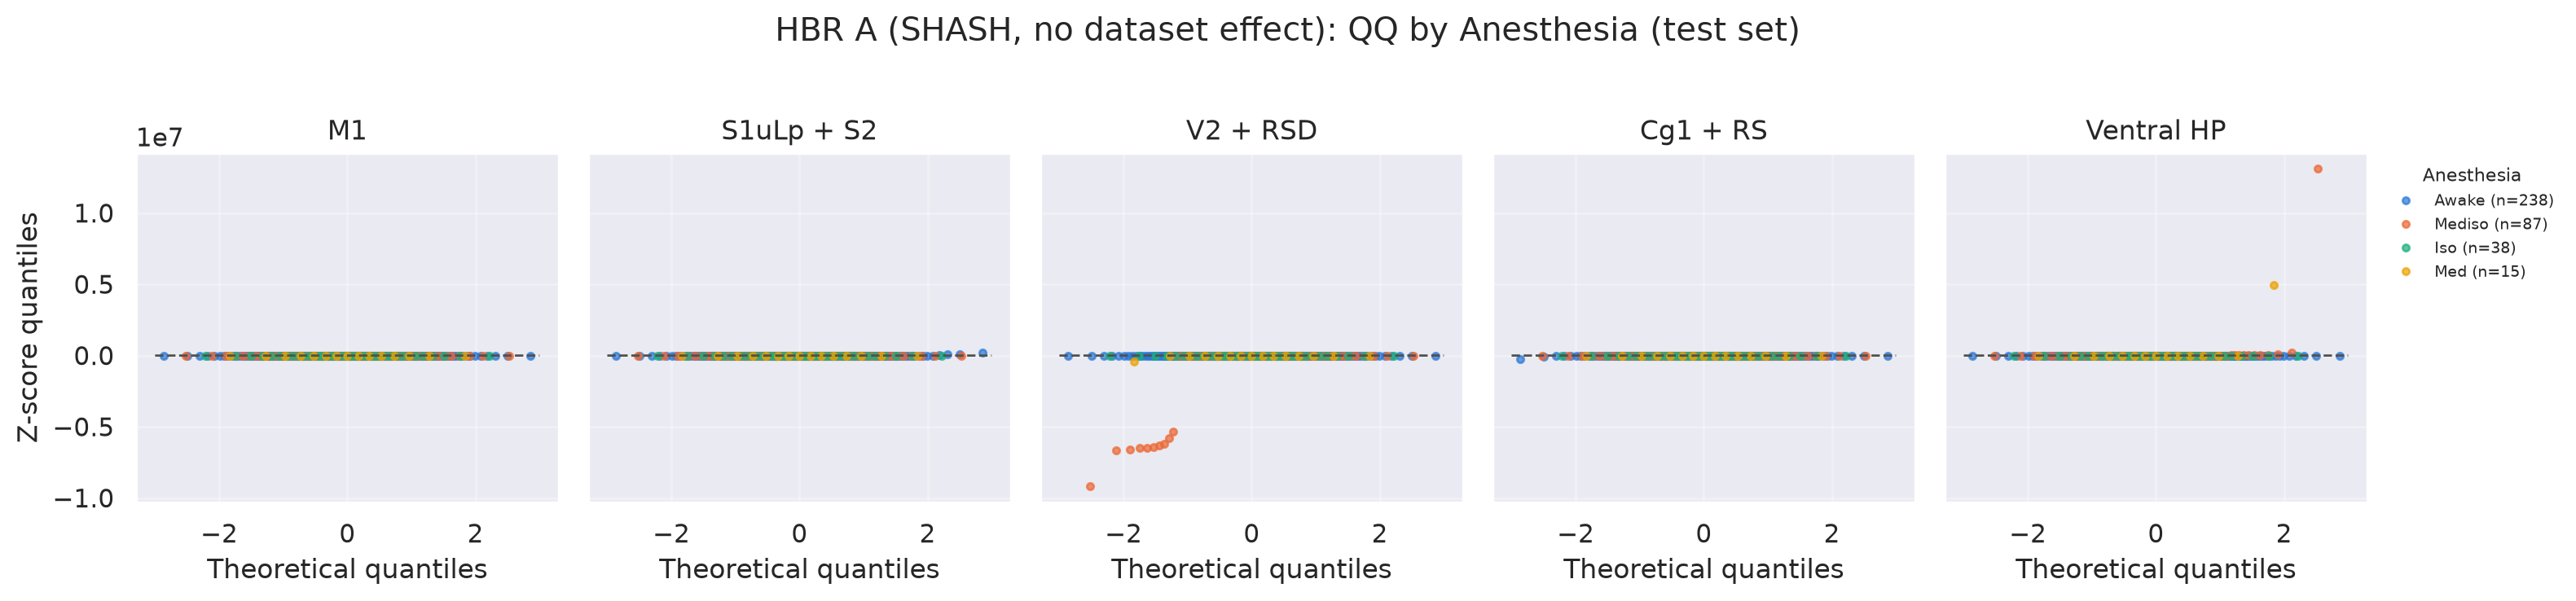 HBR A (SHASH, no dataset effect): QQ by Anesthesia (test set)
1e7
M1
S1uLp + S2
V2 + RSD
Cg1 + RS
Ventral HP
Z-score quantiles
1.0
0.5
0.0
−0.5
−1.0
Anesthesia
Awake (n=238)
Mediso (n=87)
Iso (n=38)
Med (n=15)
−2 0 2
−2 0 2
−2 0 2
−2 0 2
−2 0 2
Theoretical quantiles
Theoretical quantiles
Theoretical quantiles
Theoretical quantiles
Theoretical quantiles